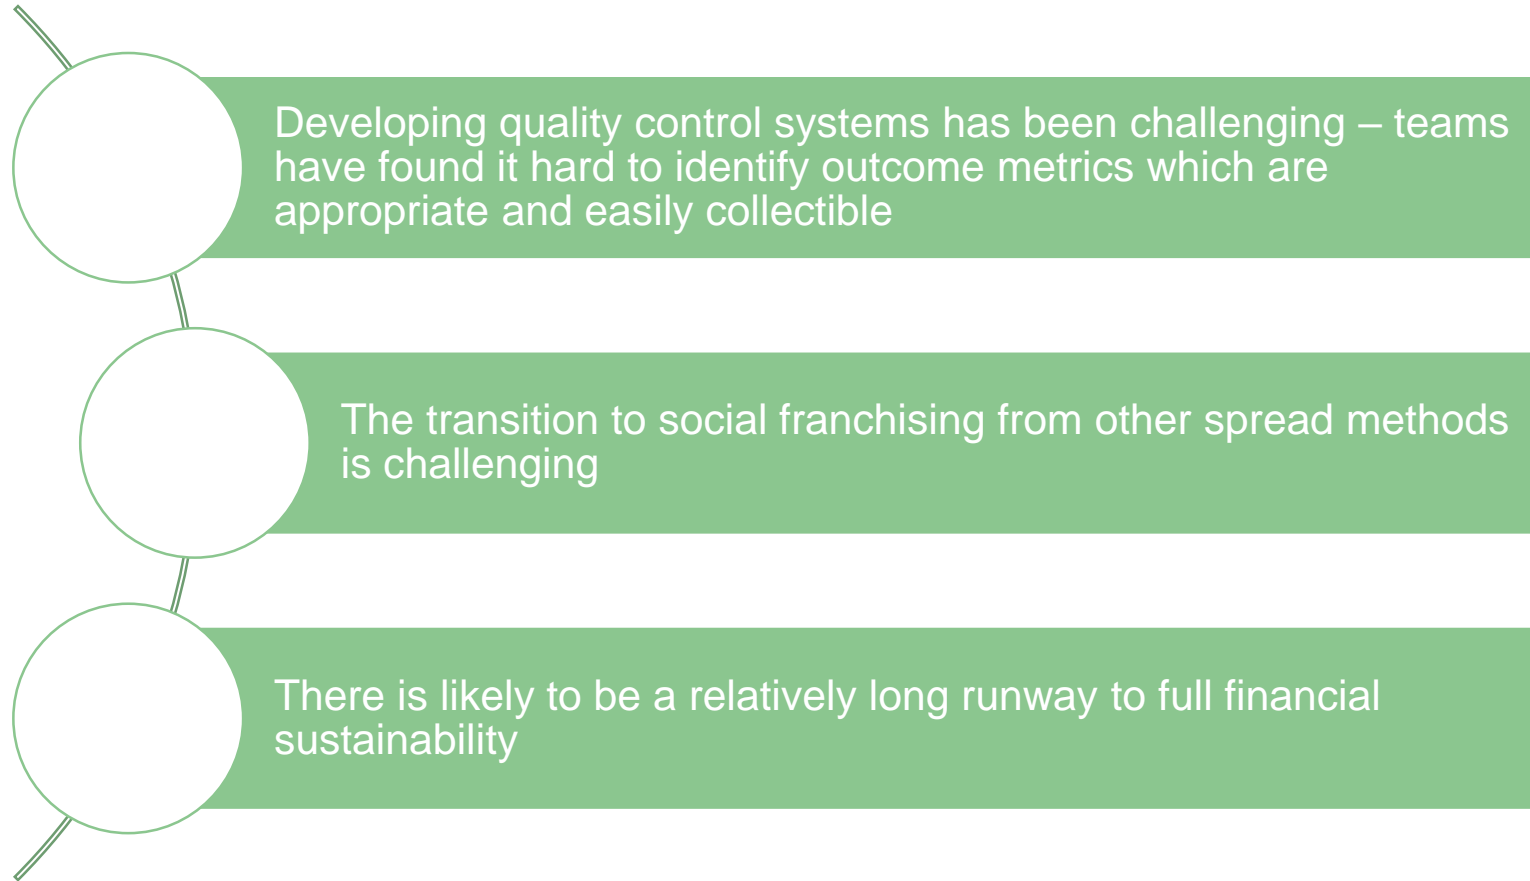 Developing quality control systems has been challenging – teams
have found it hard to identify outcome metrics which are
appropriate and easily collectible
The transition to social franchising from other spread methods
is challenging
There is likely to be a relatively long runway to full financial
sustainability